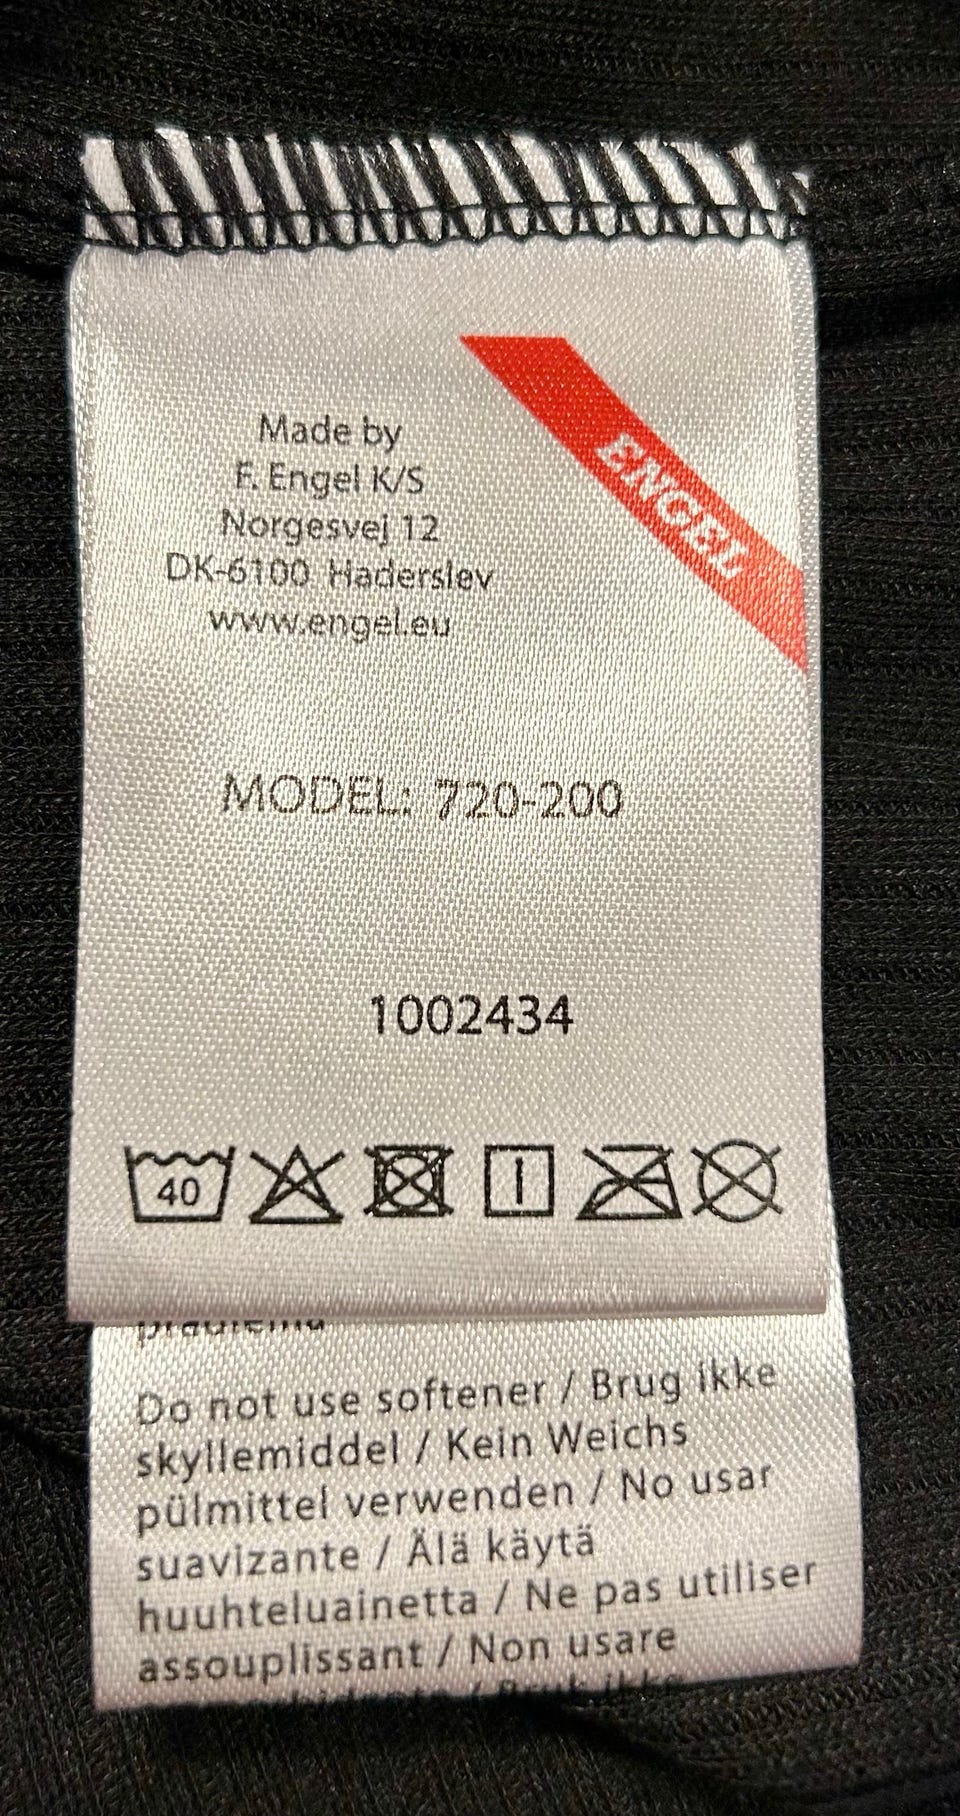 ENGEL
Made by
F. Engel K/S
Norgesvej 12
DK-6100 Haderslev
www.engel.eu
MODEL: 720-200
1002434
40
Do not use softener / Brug ikke
skyllemiddel / Kein Weichs
pülmittel verwenden / No usar
suavizante / Älä käytä
huuhteluainetta / Ne pas utiliser
assouplissant / Non usare